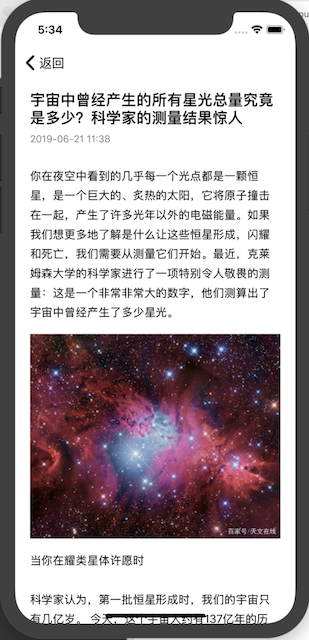 5:34
返回
宇宙中曾经产生的所有星光总量究竟
是多少？科学家的测量结果惊人
2019-06-21 11:38
你在夜空中看到的几乎每一个光点都是一颗恒
星，是一个巨大的、炙热的太阳，它将原子撞击
在一起，产生了许多光年以外的电磁能量。如果
我们想更多地了解是什么让这些恒星形成，闪耀
和死亡，我们需要从测量它们开始。最近，克莱
姆森大学的科学家进行了一项特别令人敬畏的测
量：这是一个非常非常大的数字，他们测算出了
宇宙中曾经产生了多少星光。
百家号/天文在线
当你在耀类星体许愿时
科学家认为，第一批恒星形成时，我们的宇宙只
有几亿岁。今天，这个宇宙大约有137亿年的历